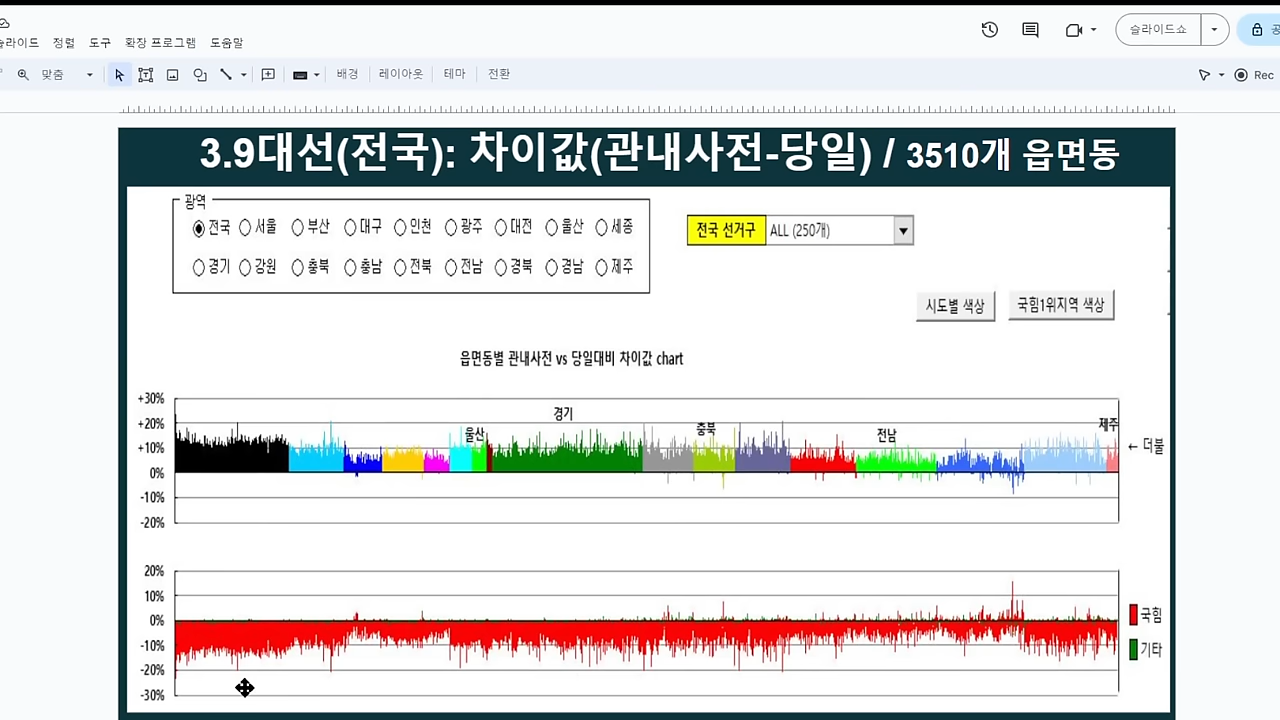 슬라이드 정렬 도구 확장 프로그램 도움말
슬라이드쇼
맞춤 배경 레이아웃 테마 전환 Rec
3.9대선(전국): 차이값(관내사전-당일) / 3510개 읍면동
광역
전국 서울 부산 대구 인천 광주 대전 울산 세종
경기 강원 충북 충남 전북 전남 경북 경남 제주
전국 선거구 ALL (250개)
시도별 색상 국힘1위지역 색상
읍면동별 관내사전 vs 당일대비 차이값 chart
+30%
+20%
+10%
0%
-10%
-20%
울산 경기 충북 전남 제주
← 더불
20%
10%
0%
-10%
-20%
-30%
국힘
기타